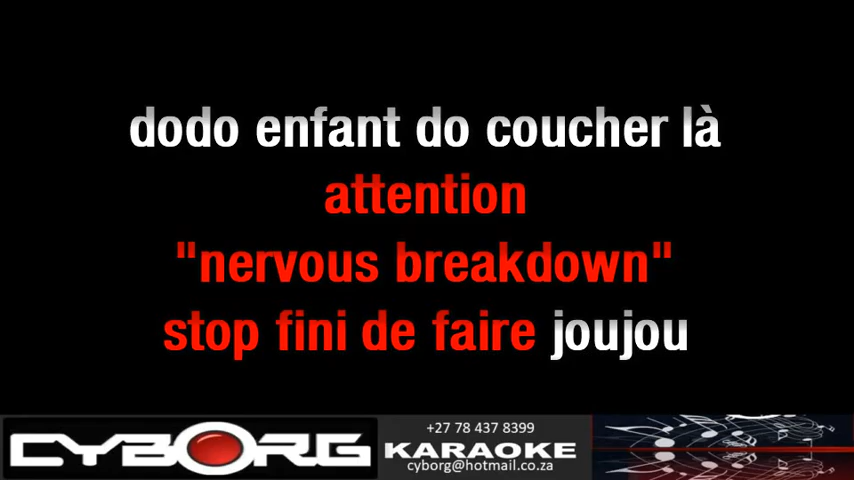 dodo enfant do coucher là
attention
"nervous breakdown"
stop fini de faire joujou
CYBORG
+27 78 437 8399
KARAOKE
cyborg@hotmail.co.za